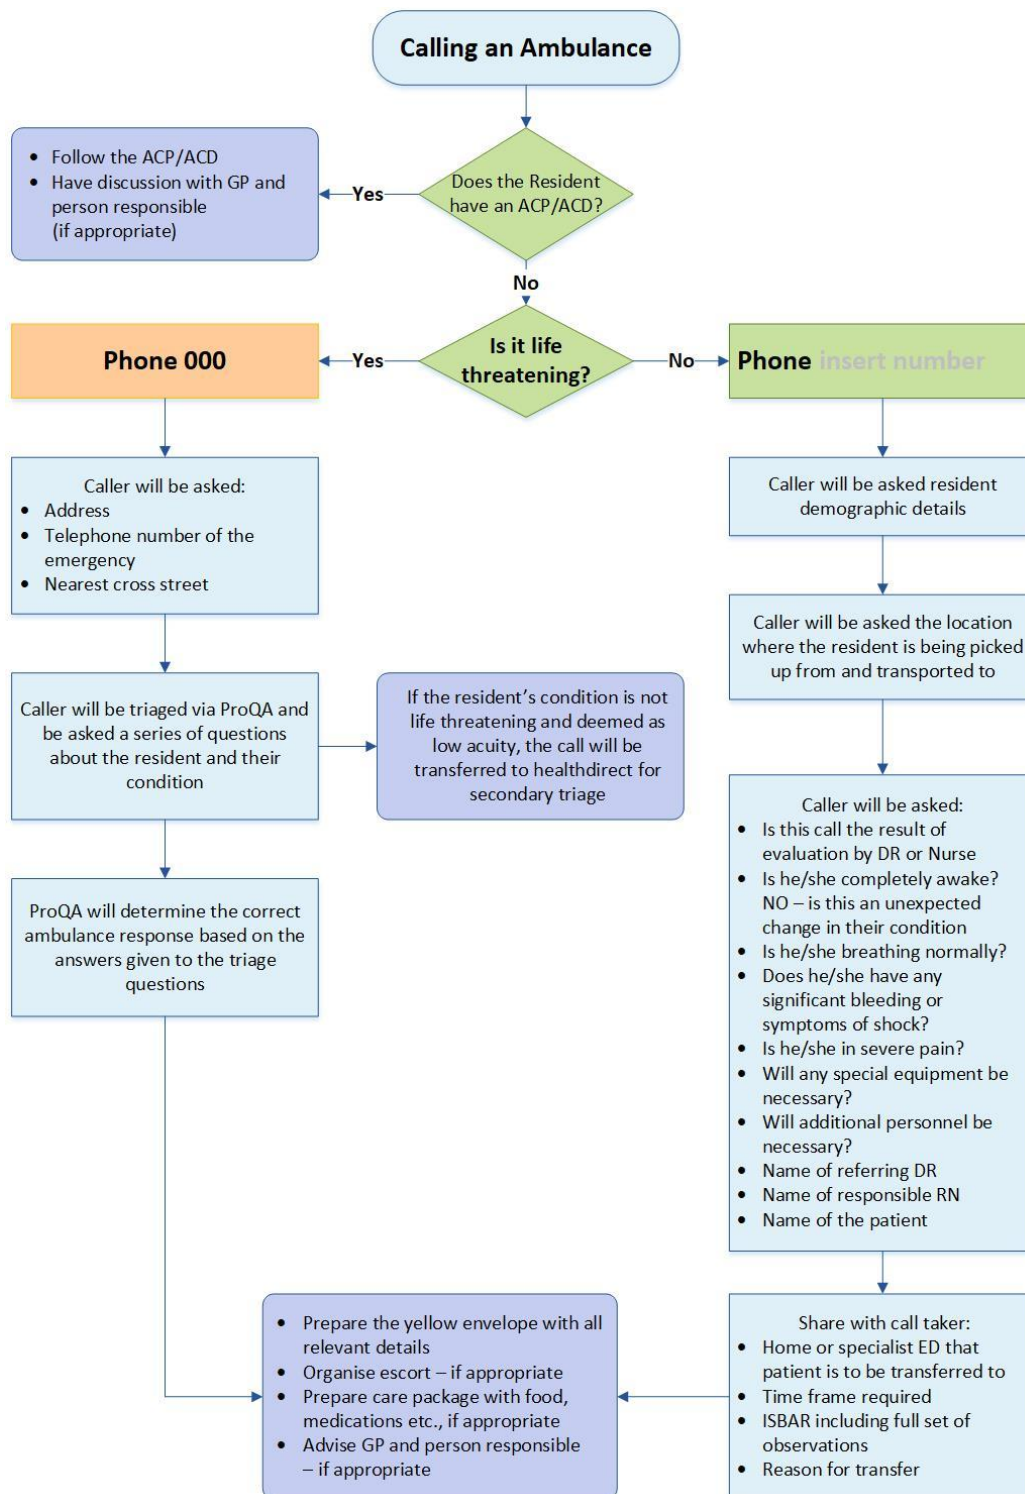 Calling an Ambulance
Does the Resident
have an ACP/ACD?
Yes
• Follow the ACP/ACD
• Have discussion with GP and
person responsible
(if appropriate)
No
Is it life
threatening?
Yes
No
Phone 000
Caller will be asked:
• Address
• Telephone number of the
emergency
• Nearest cross street
Caller will be triaged via ProQA and
be asked a series of questions
about the resident and their
condition
If the resident’s condition is not
life threatening and deemed as
low acuity, the call will be
transferred to healthdirect for
secondary triage
ProQA will determine the correct
ambulance response based on the
answers given to the triage
questions
Phone insert number
Caller will be asked resident
demographic details
Caller will be asked the location
where the resident is being picked
up from and transported to
Caller will be asked:
• Is this call the result of
evaluation by DR or Nurse
• Is he/she completely awake?
NO – is this an unexpected
change in their condition
• Is he/she breathing normally?
• Does he/she have any
significant bleeding or
symptoms of shock?
• Is he/she in severe pain?
• Will any special equipment be
necessary?
• Will additional personnel be
necessary?
• Name of referring DR
• Name of responsible RN
• Name of the patient
Share with call taker:
• Home or specialist ED that
patient is to be transferred to
• Time frame required
• ISBAR including full set of
observations
• Reason for transfer
• Prepare the yellow envelope with all
relevant details
• Organise escort – if appropriate
• Prepare care package with food,
medications etc., if appropriate
• Advise GP and person responsible
– if appropriate